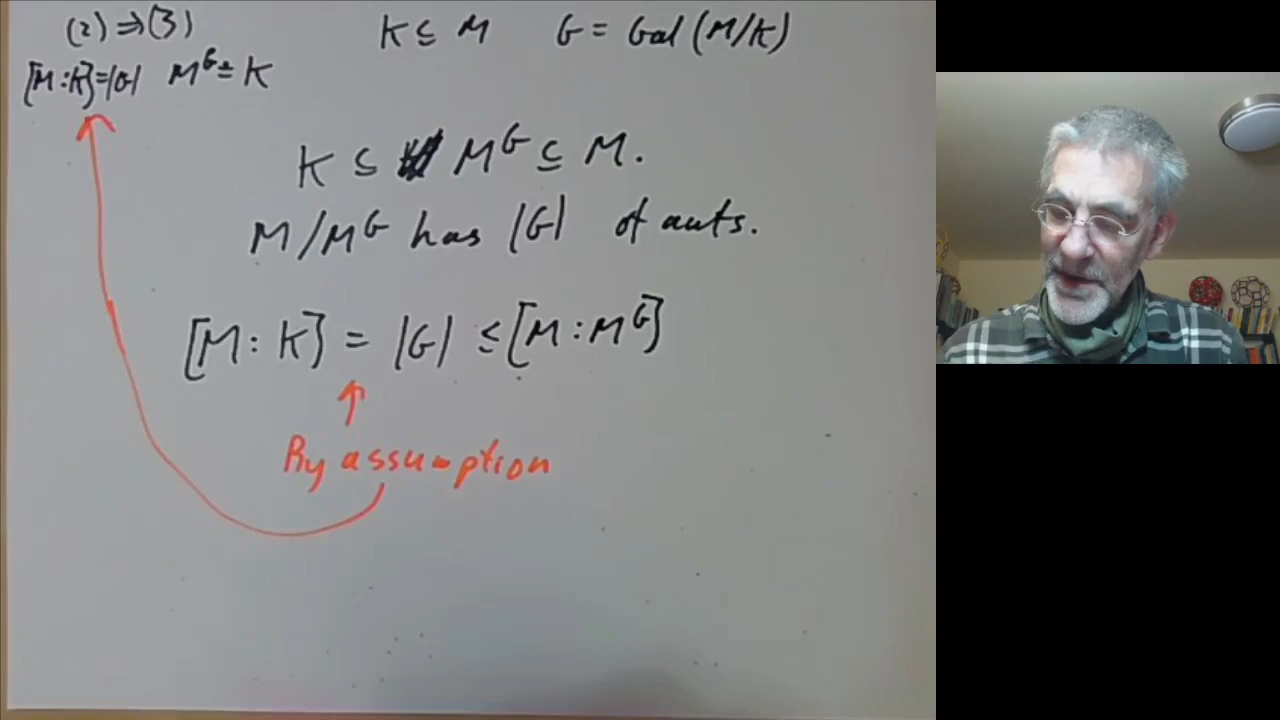 (2) ⇒ (3)
K ⊆ M   G = Gal (M/K)
[M:K]=|G|   M^G = K
K ⊆ M^G ⊆ M.
M/M^G has |G| of auts.
[M:K] = |G| ≤ [M:M^G]
By assumption